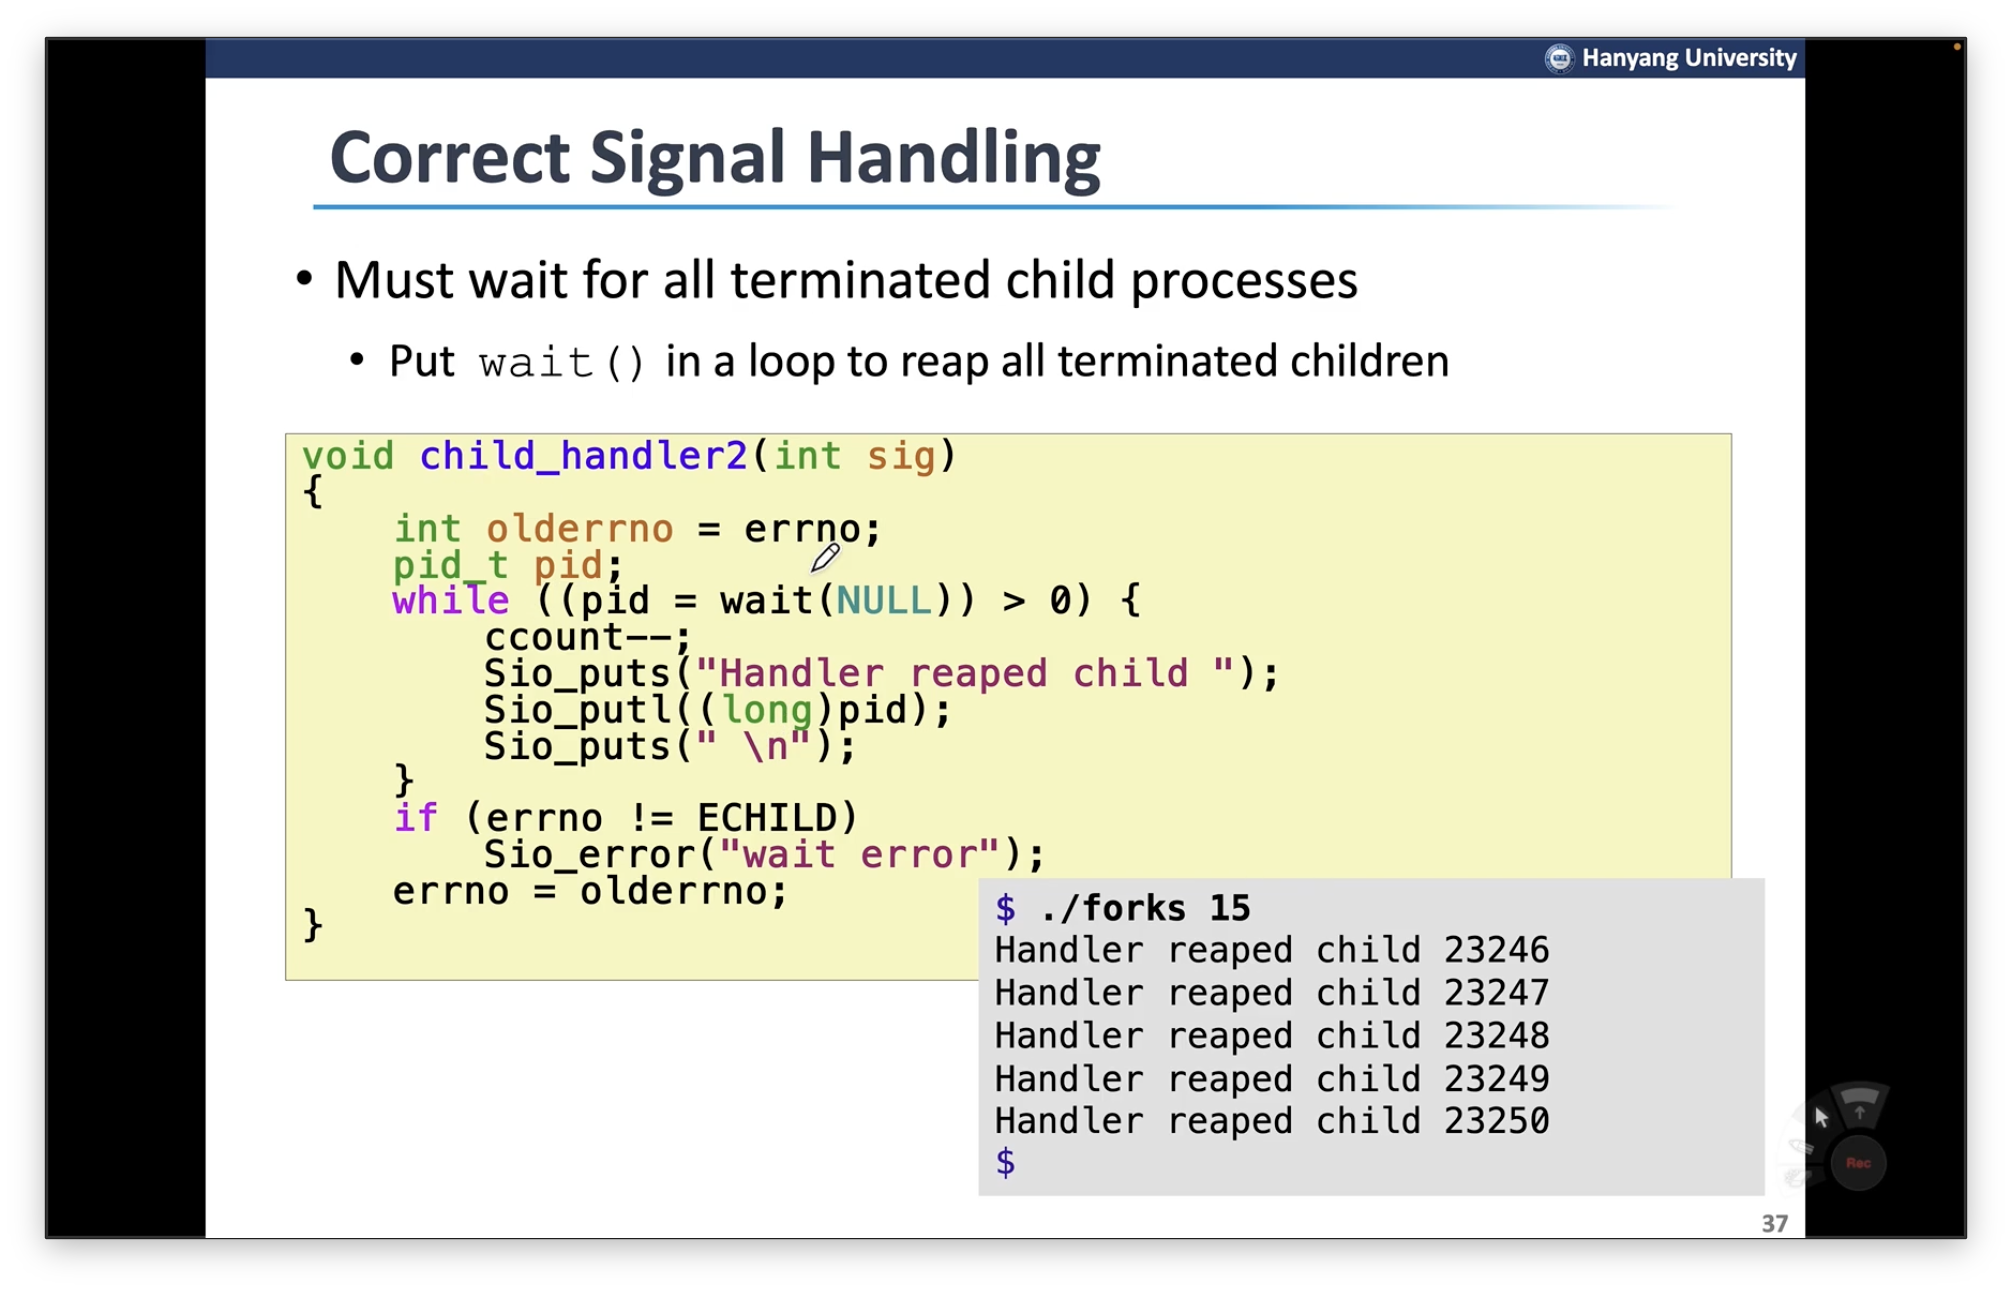 Hanyang University
Correct Signal Handling
• Must wait for all terminated child processes
• Put wait() in a loop to reap all terminated children
void child_handler2(int sig)
{
    int olderrno = errno;
    pid_t pid;
    while ((pid = wait(NULL)) > 0) {
        ccount--;
        Sio_puts("Handler reaped child ");
        Sio_putl((long)pid);
        Sio_puts(" \n");
    }
    if (errno != ECHILD)
        Sio_error("wait error");
    errno = olderrno;
}
$ ./forks 15
Handler reaped child 23246
Handler reaped child 23247
Handler reaped child 23248
Handler reaped child 23249
Handler reaped child 23250
$
Rec
37